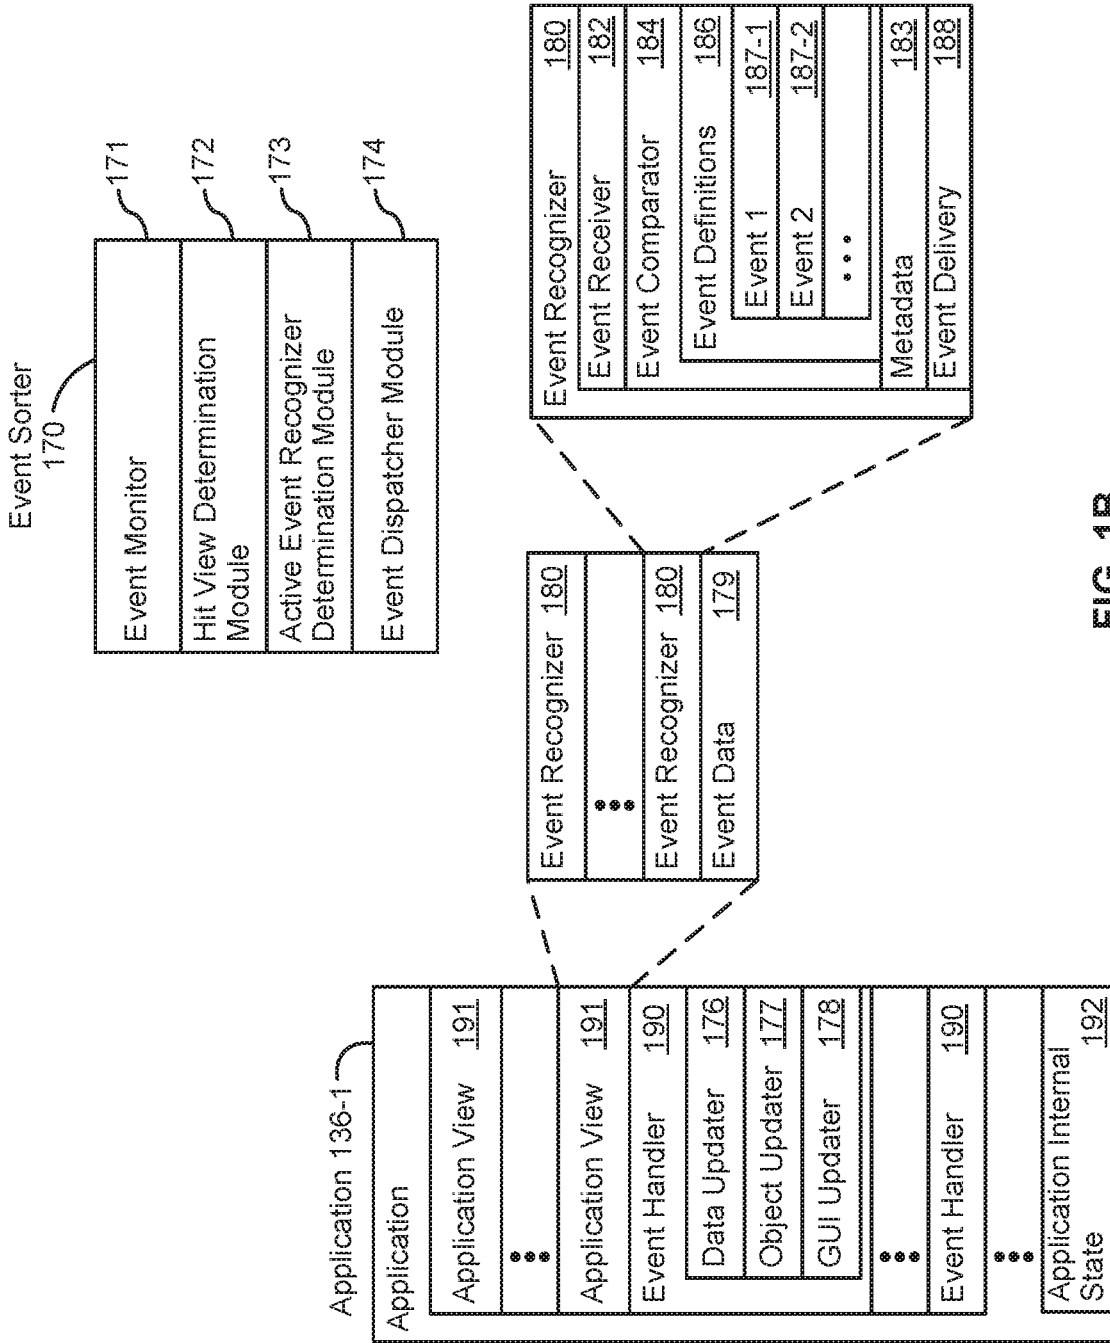 Event Sorter
170
Event Monitor
171
Hit View Determination
Module
172
Active Event Recognizer
Determination Module
173
Event Dispatcher Module
174
Application 136-1
Application
Application View 191
Application View 191
Event Handler 190
Data Updater 176
Object Updater 177
GUI Updater 178
Event Handler 190
Application Internal
State 192
Event Recognizer 180
Event Recognizer 180
Event Data 179
Event Recognizer 180
Event Receiver 182
Event Comparator 184
Event Definitions 186
Event 1 187-1
Event 2 187-2
Metadata 183
Event Delivery 188
FIG. 1B